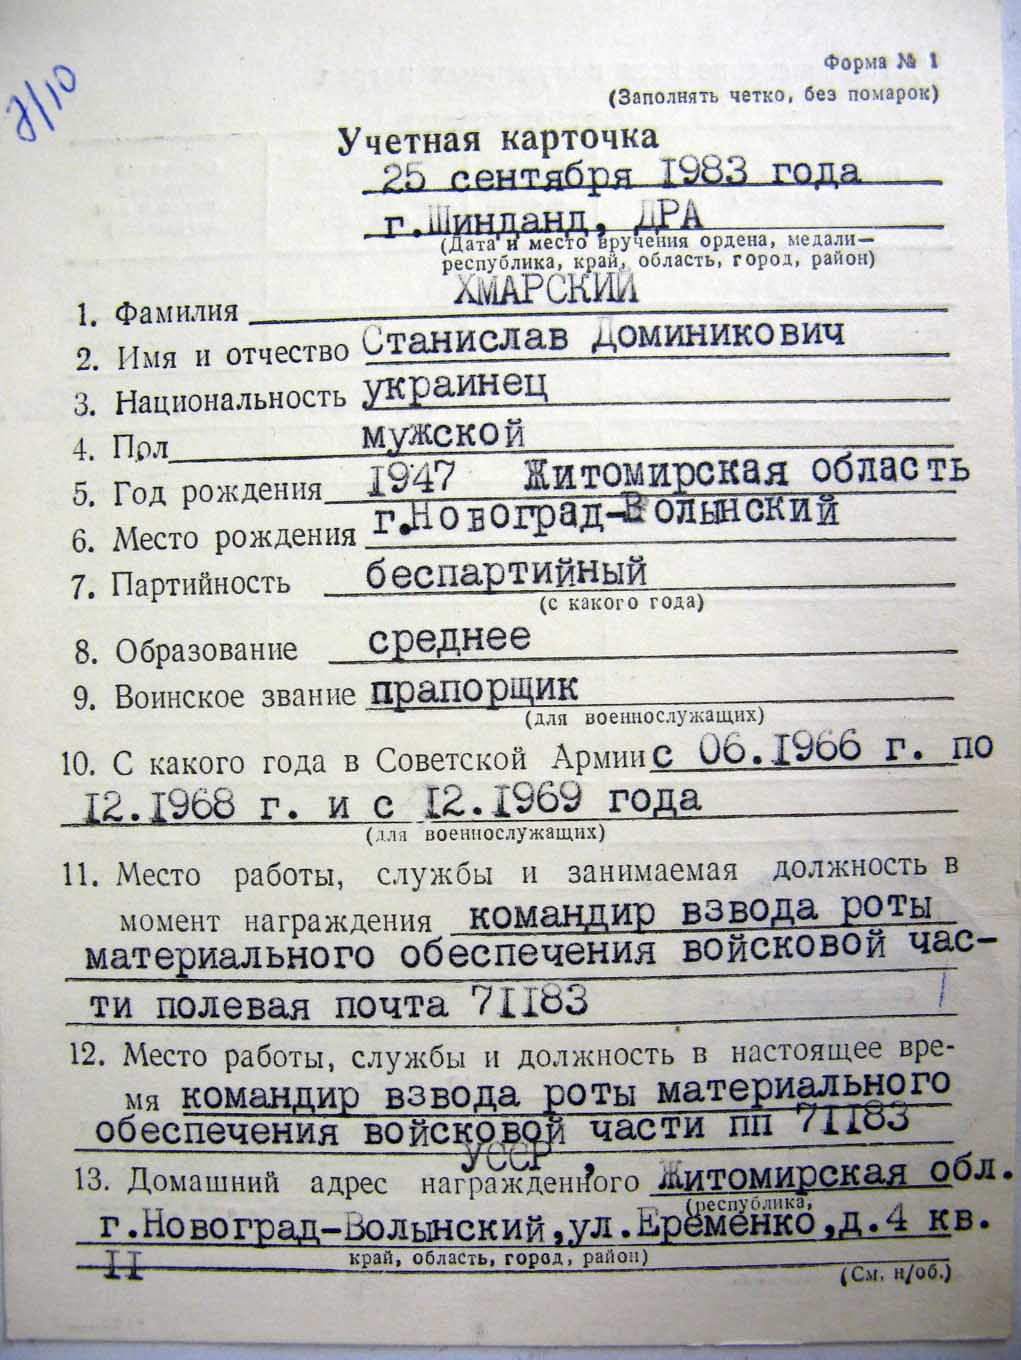 2/10
Форма № 1
(Заполнять четко, без помарок)
Учетная карточка
25 сентября 1983 года
г.Шинданд, ДРА
(Дата и место вручения ордена, медали—
республика, край, область, город, район)
1. Фамилия ХМАРСКИЙ
2. Имя и отчество Станислав Доминикович
3. Национальность украинец
4. Пол мужской
5. Год рождения 1947 Житомирская область
6. Место рождения г.Новоград-Волынский
7. Партийность беспартийный
(с какого года)
8. Образование среднее
9. Воинское звание прапорщик
(для военнослужащих)
10. С какого года в Советской Армии с 06.1966 г. по
12.1968 г. и с 12.1969 года
(для военнослужащих)
11. Место работы, службы и занимаемая должность в
момент награждения командир взвода роты
материального обеспечения войсковой час-
ти полевая почта 71183
12. Место работы, службы и должность в настоящее вре-
мя командир взвода роты материального
обеспечения войсковой части пп 71183
УССР ,
13. Домашний адрес награжденного Житомирская обл.
(республика,
г.Новоград-Волынский,ул.Еременко,д.4 кв.
край, область, город, район)
II
(См. н/об.)